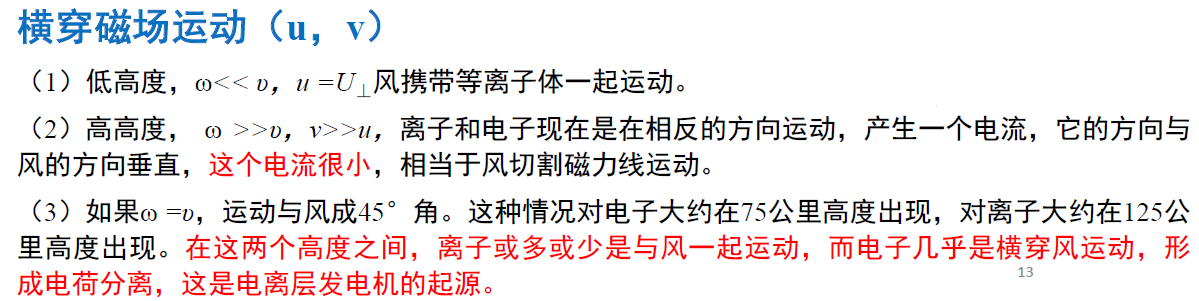 横穿磁场运动（u，v）
（1）低高度，ω<< υ，u =U⊥风携带等离子体一起运动。
（2）高高度， ω >>υ，v>>u，离子和电子现在是在相反的方向运动，产生一个电流，它的方向与
风的方向垂直，这个电流很小，相当于风切割磁力线运动。
（3）如果ω =υ，运动与风成45°角。这种情况对电子大约在75公里高度出现，对离子大约在125公
里高度出现。在这两个高度之间，离子或多或少是与风一起运动，而电子几乎是横穿风运动，形
成电荷分离，这是电离层发电机的起源。
13